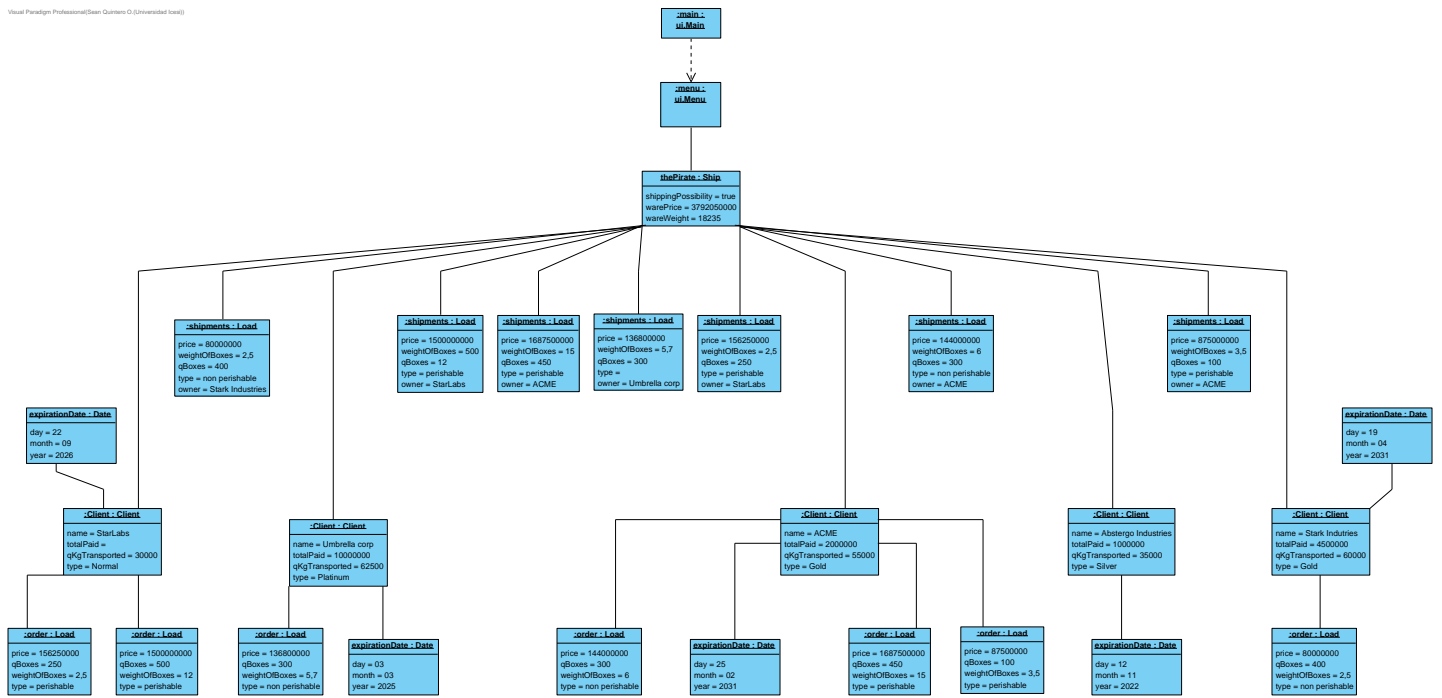 Visual Paradigm Professional(Sean Quintero O.(Universidad Icesi))
:main :
ui.Main
:menu :
ui.Menu
thePirate : Ship
shippingPossibility = true
warePrice = 3792050000
wareWeight = 18235
:shipments : Load
price = 80000000
weightOfBoxes = 2,5
qBoxes = 400
type = non perishable
owner = Stark Industries
:shipments : Load
price = 1500000000
weightOfBoxes = 500
qBoxes = 12
type = perishable
owner = StarLabs
:shipments : Load
price = 1687500000
weightOfBoxes = 15
qBoxes = 450
type = perishable
owner = ACME
:shipments : Load
price = 136800000
weightOfBoxes = 5,7
qBoxes = 300
type =
owner = Umbrella corp
:shipments : Load
price = 156250000
weightOfBoxes = 2,5
qBoxes = 250
type = perishable
owner = StarLabs
:shipments : Load
price = 144000000
weightOfBoxes = 6
qBoxes = 300
type = non perishable
owner = ACME
:shipments : Load
price = 875000000
weightOfBoxes = 3,5
qBoxes = 100
type = perishable
owner = ACME
expirationDate : Date
day = 22
month = 09
year = 2026
expirationDate : Date
day = 19
month = 04
year = 2031
:Client : Client
name = StarLabs
totalPaid =
qKgTransported = 30000
type = Normal
:Client : Client
name = Umbrella corp
totalPaid = 10000000
qKgTransported = 62500
type = Platinum
:Client : Client
name = ACME
totalPaid = 2000000
qKgTransported = 55000
type = Gold
:Client : Client
name = Abstergo Industries
totalPaid = 1000000
qKgTransported = 35000
type = Silver
:Client : Client
name = Stark Indutries
totalPaid = 4500000
qKgTransported = 60000
type = Gold
:order : Load
price = 156250000
qBoxes = 250
weightOfBoxes = 2,5
type = perishable
:order : Load
price = 1500000000
qBoxes = 500
weightOfBoxes = 12
type = perishable
:order : Load
price = 136800000
qBoxes = 300
weightOfBoxes = 5,7
type = non perishable
expirationDate : Date
day = 03
month = 03
year = 2025
:order : Load
price = 144000000
qBoxes = 300
weightOfBoxes = 6
type = non perishable
expirationDate : Date
day = 25
month = 02
year = 2031
:order : Load
price = 1687500000
qBoxes = 450
weightOfBoxes = 15
type = perishable
:order : Load
price = 87500000
qBoxes = 100
weightOfBoxes = 3,5
type = perishable
expirationDate : Date
day = 12
month = 11
year = 2022
:order : Load
price = 80000000
qBoxes = 400
weightOfBoxes = 2,5
type = non perishable